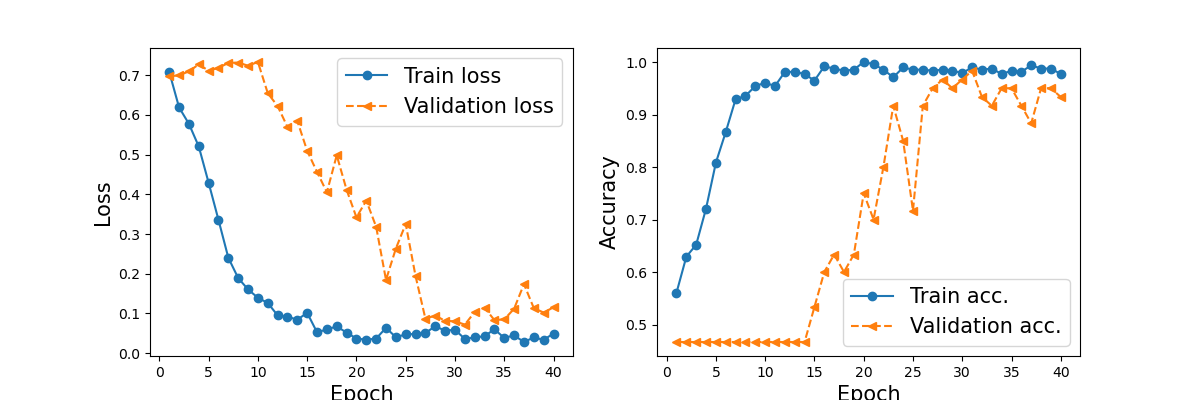 Train loss
Validation loss
Loss
0.7
0.6
0.5
0.4
0.3
0.2
0.1
0.0
0 5 10 15 20 25 30 35 40
Epoch
Train acc.
Validation acc.
Accuracy
1.0
0.9
0.8
0.7
0.6
0.5
0 5 10 15 20 25 30 35 40
Epoch